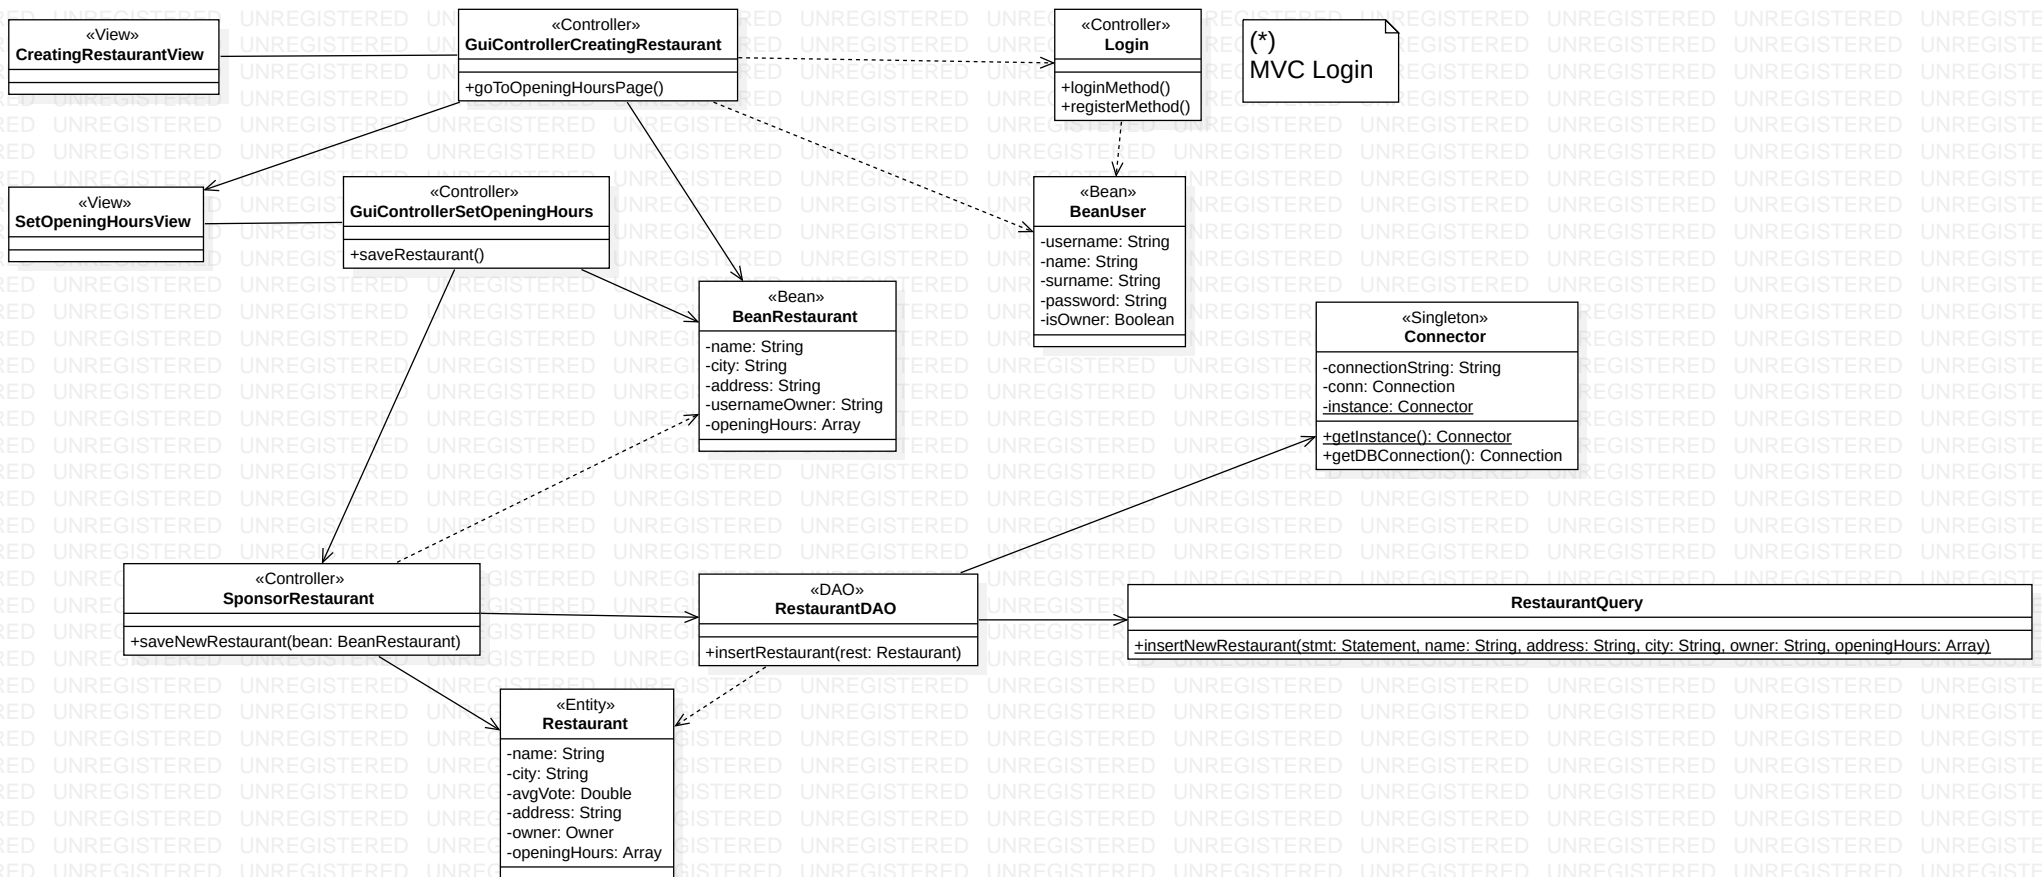 «View»
CreatingRestaurantView
«Controller»
GuiControllerCreatingRestaurant
+goToOpeningHoursPage()
«Controller»
Login
+loginMethod()
+registerMethod()
(*)
MVC Login
«View»
SetOpeningHoursView
«Controller»
GuiControllerSetOpeningHours
+saveRestaurant()
«Bean»
BeanUser
-username: String
-name: String
-surname: String
-password: String
-isOwner: Boolean
«Bean»
BeanRestaurant
-name: String
-city: String
-address: String
-usernameOwner: String
-openingHours: Array
«Singleton»
Connector
-connectionString: String
-conn: Connection
-instance: Connector
+getInstance(): Connector
+getDBConnection(): Connection
«Controller»
SponsorRestaurant
+saveNewRestaurant(bean: BeanRestaurant)
«DAO»
RestaurantDAO
+insertRestaurant(rest: Restaurant)
RestaurantQuery
+insertNewRestaurant(stmt: Statement, name: String, address: String, city: String, owner: String, openingHours: Array)
«Entity»
Restaurant
-name: String
-city: String
-avgVote: Double
-address: String
-owner: Owner
-openingHours: Array
UNREGISTERED